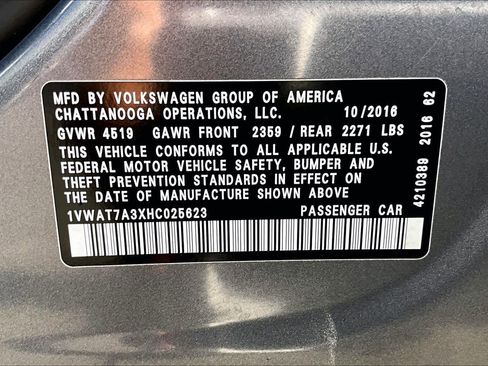 MFD BY VOLKSWAGEN GROUP OF AMERICA
CHATTANOOGA OPERATIONS, LLC. 10/2016
GVWR 4519 GAWR FRONT 2359 / REAR 2271 LBS
THIS VEHICLE CONFORMS TO ALL APPLICABLE U.S.
FEDERAL MOTOR VEHICLE SAFETY, BUMPER AND
THEFT PREVENTION STANDARDS IN EFFECT ON
THE DATE OF MANUFACTURE SHOWN ABOVE.
1VWAT7A3XHC025623 PASSENGER CAR
4210389 2016 62